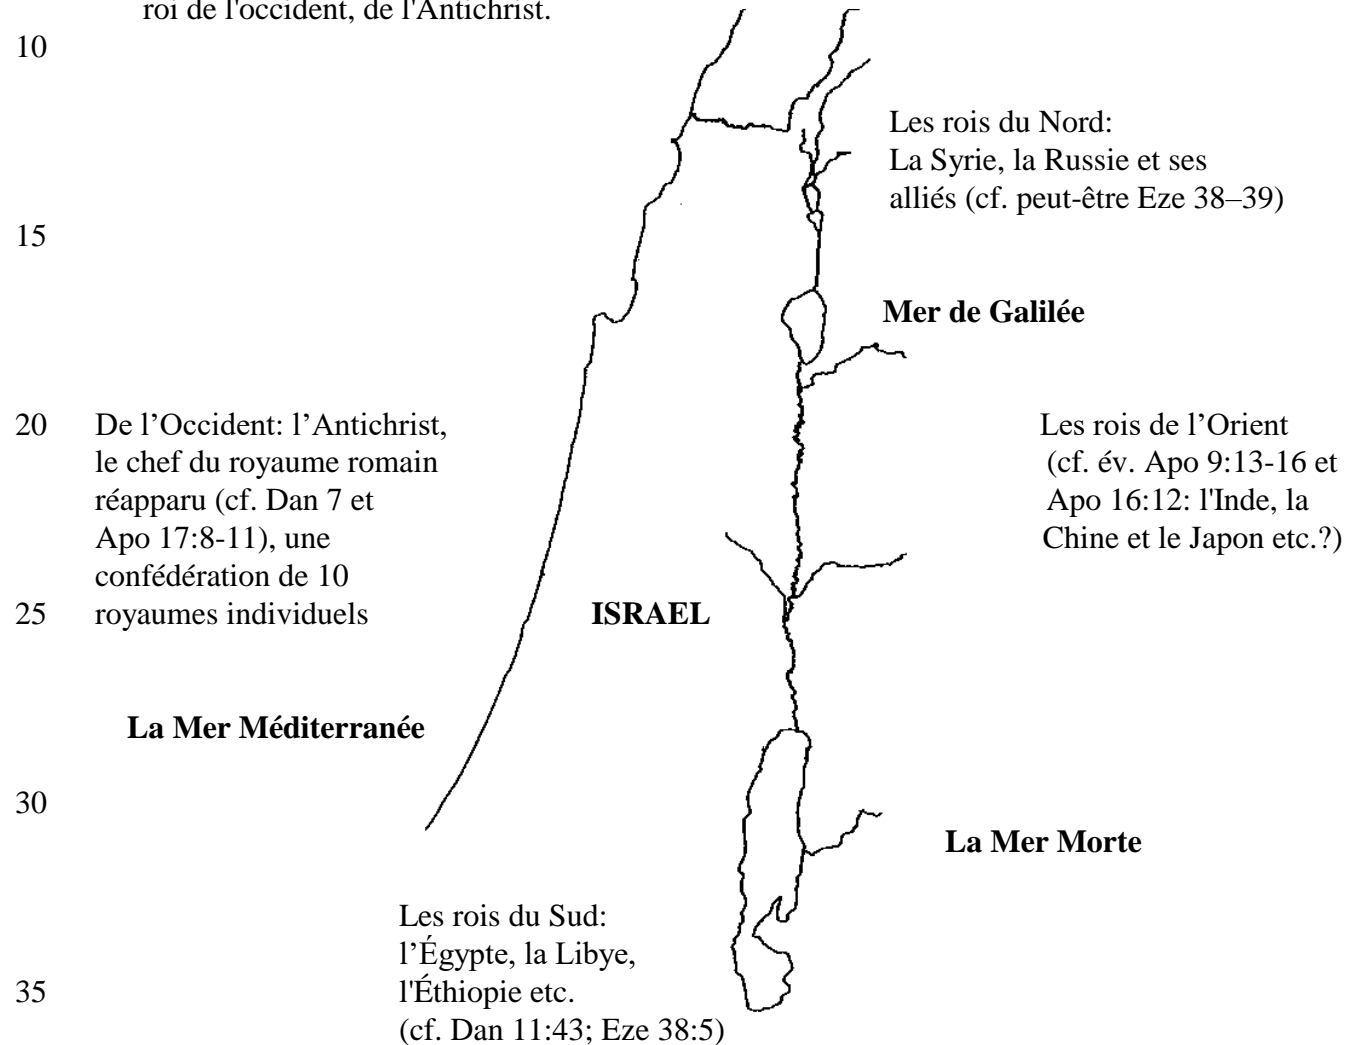 roi de l'occident, de l'Antichrist.
10
Les rois du Nord:
La Syrie, la Russie et ses
alliés (cf. peut-être Eze 38–39)
15
Mer de Galilée
20
De l’Occident: l’Antichrist,
le chef du royaume romain
réapparu (cf. Dan 7 et
Apo 17:8-11), une
confédération de 10
25
royaumes individuels
Les rois de l’Orient
(cf. év. Apo 9:13-16 et
Apo 16:12: l'Inde, la
Chine et le Japon etc.?)
ISRAEL
La Mer Méditerranée
30
La Mer Morte
Les rois du Sud:
l’Égypte, la Libye,
35
l'Éthiopie etc.
(cf. Dan 11:43; Eze 38:5)